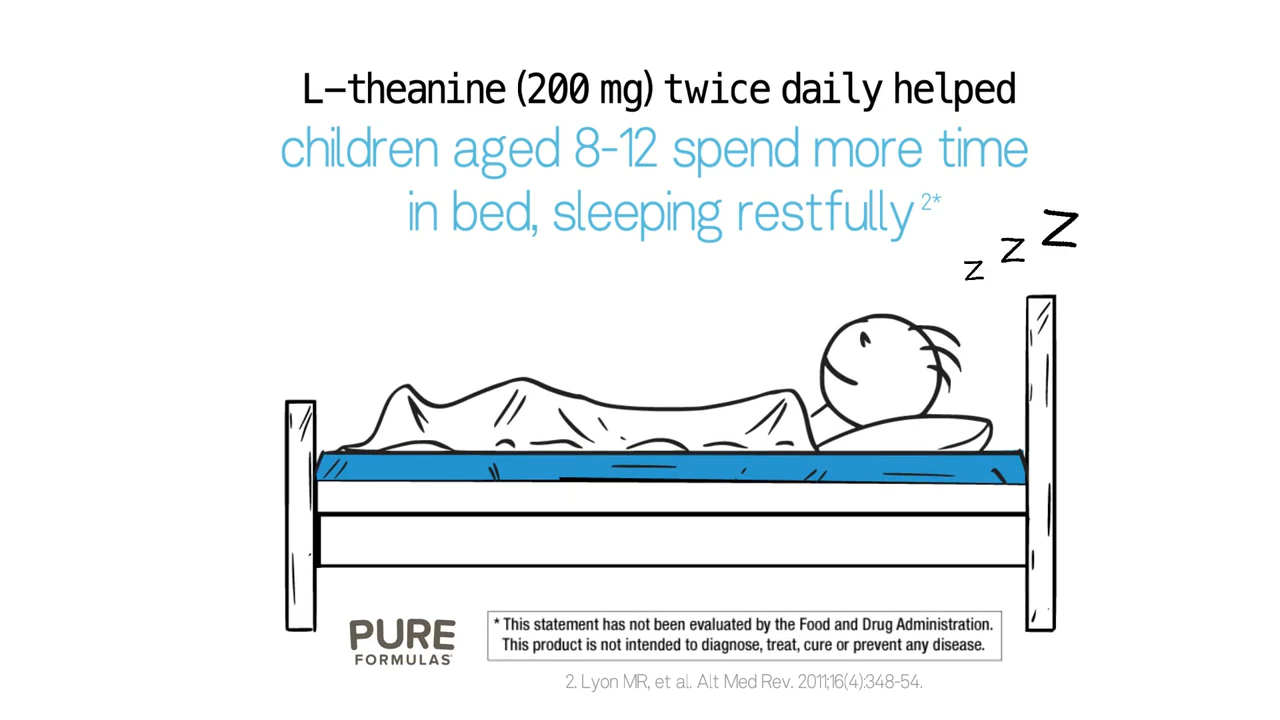 L-theanine (200 mg) twice daily helped
children aged 8-12 spend more time
in bed, sleeping restfully 2*
z z Z
PURE
FORMULAS
* This statement has not been evaluated by the Food and Drug Administration.
This product is not intended to diagnose, treat, cure or prevent any disease.
2. Lyon MR, et al. Alt Med Rev. 2011;16(4):348-54.